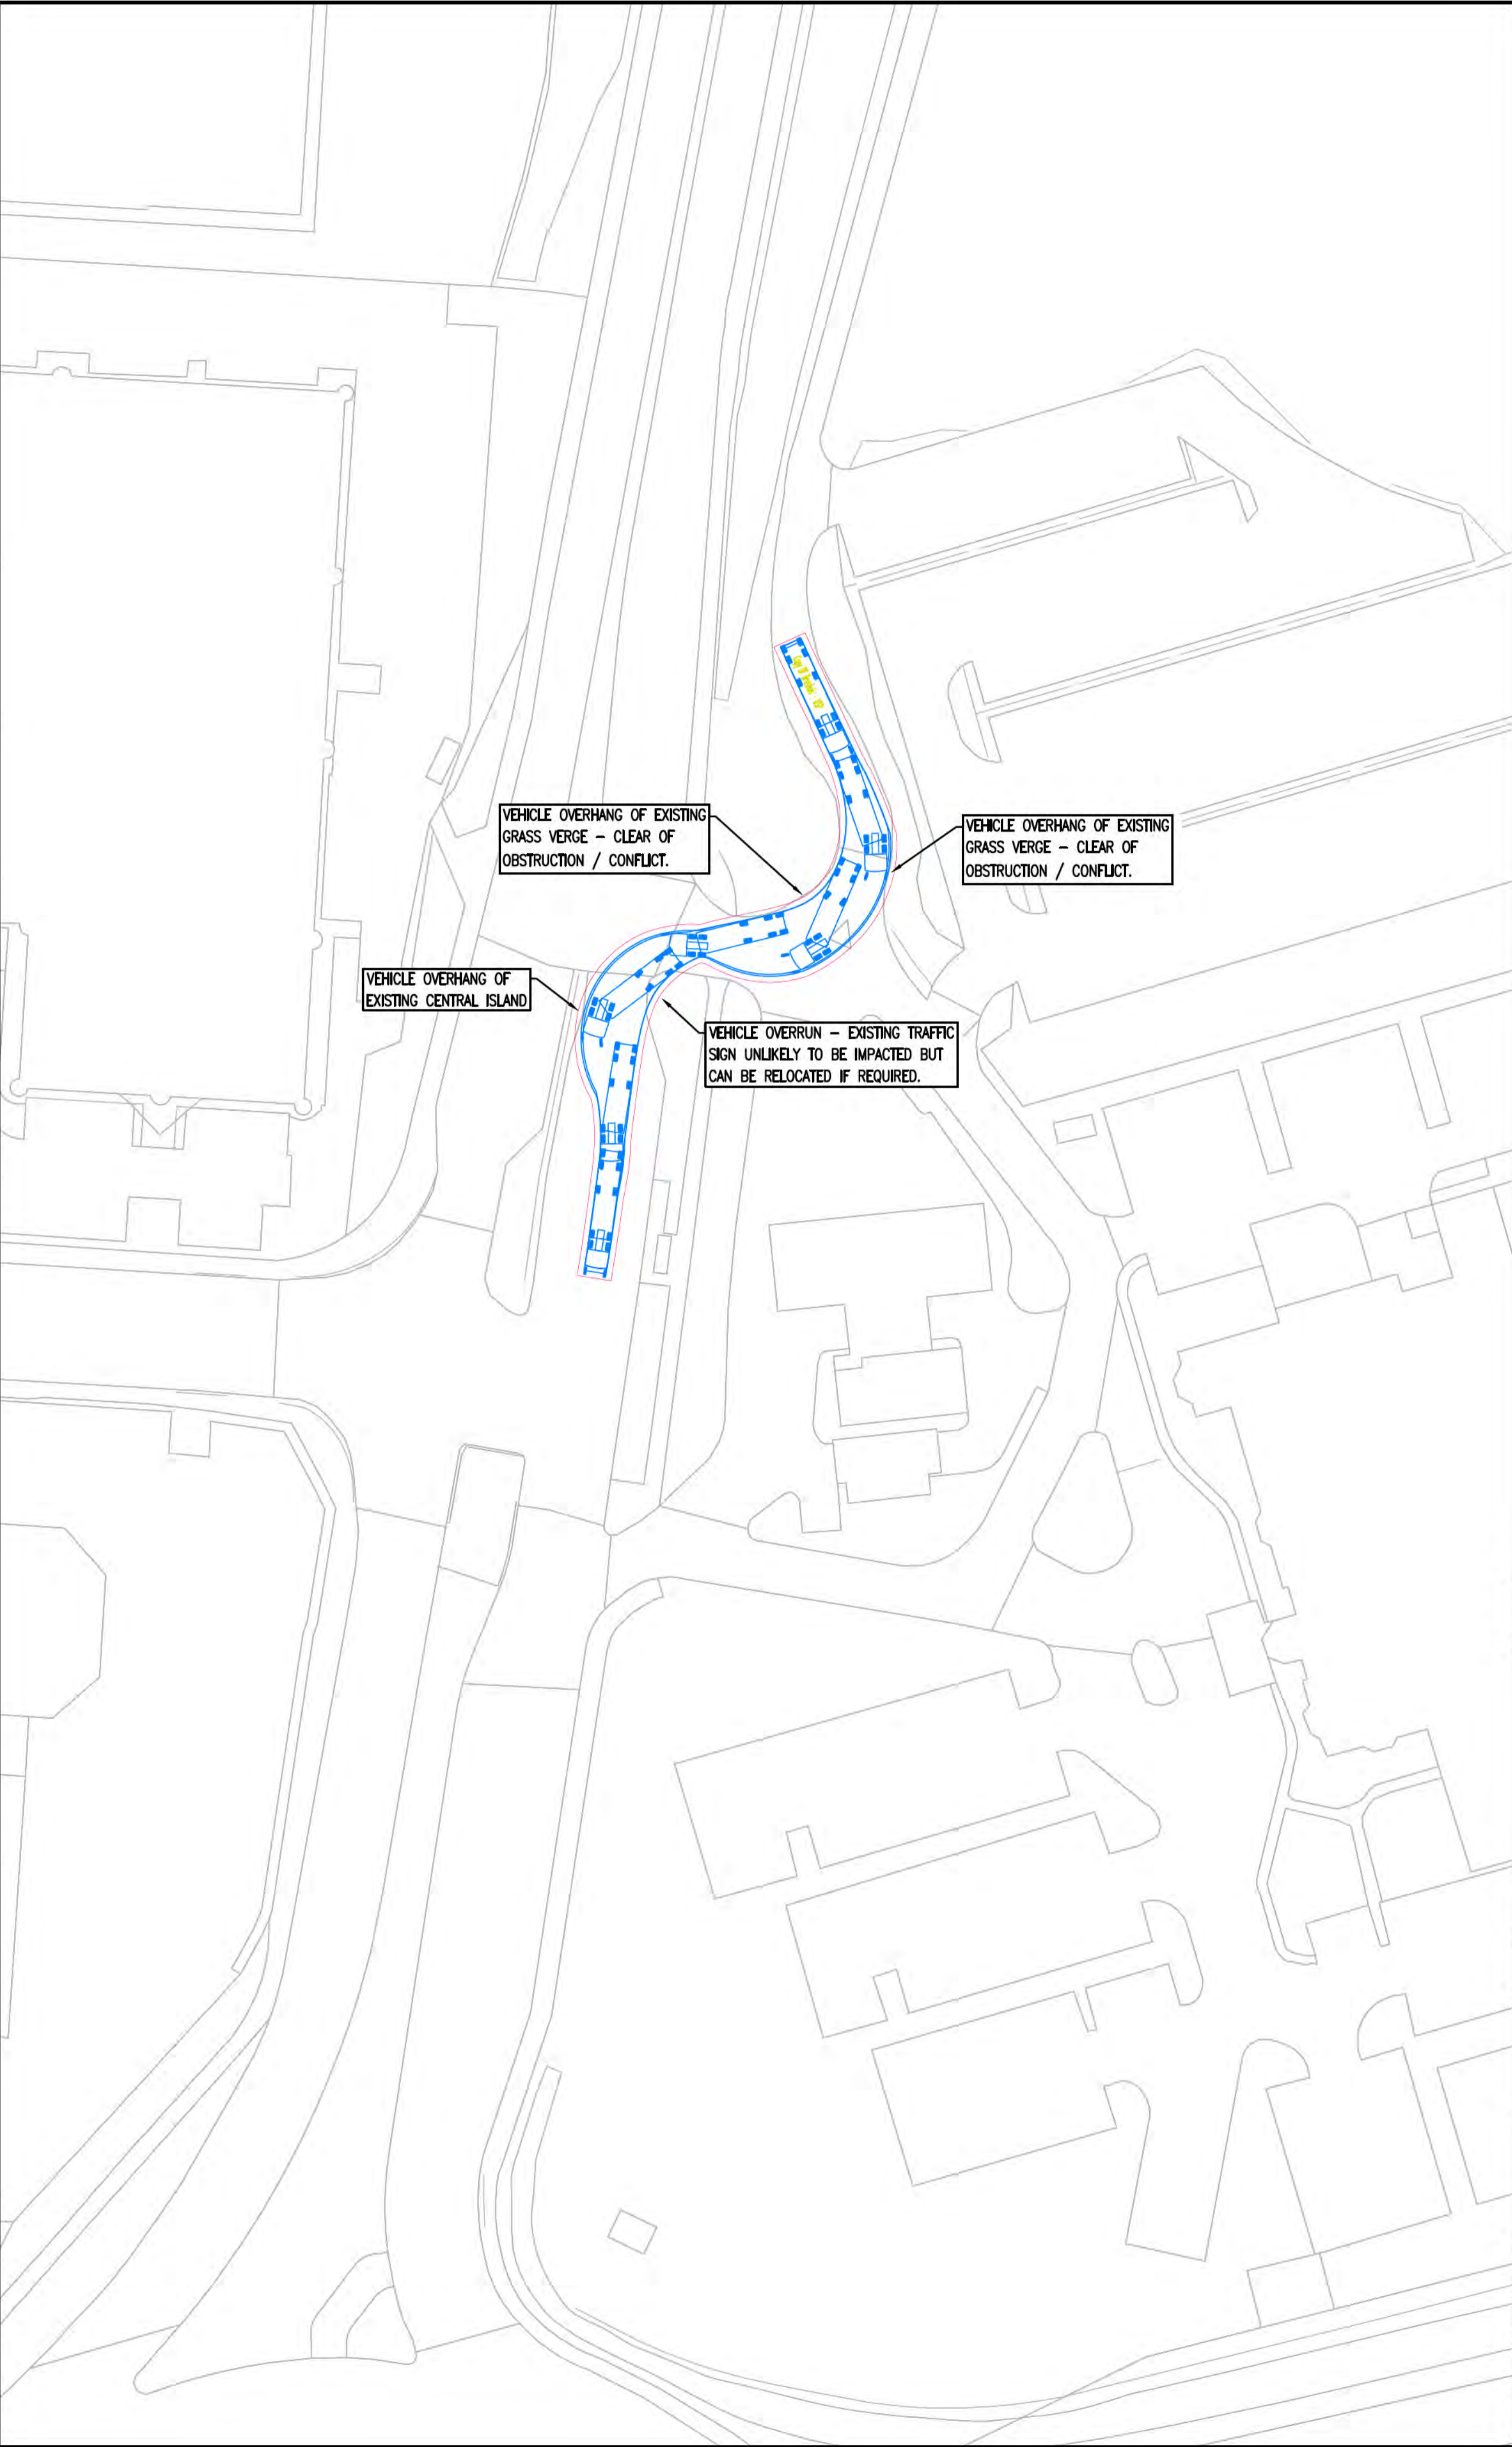 VEHICLE OVERHANG OF EXISTING
GRASS VERGE – CLEAR OF
OBSTRUCTION / CONFLICT.
VEHICLE OVERHANG OF EXISTING
GRASS VERGE – CLEAR OF
OBSTRUCTION / CONFLICT.
VEHICLE OVERHANG OF
EXISTING CENTRAL ISLAND
VEHICLE OVERRUN – EXISTING TRAFFIC
SIGN UNLIKELY TO BE IMPACTED BUT
CAN BE RELOCATED IF REQUIRED.